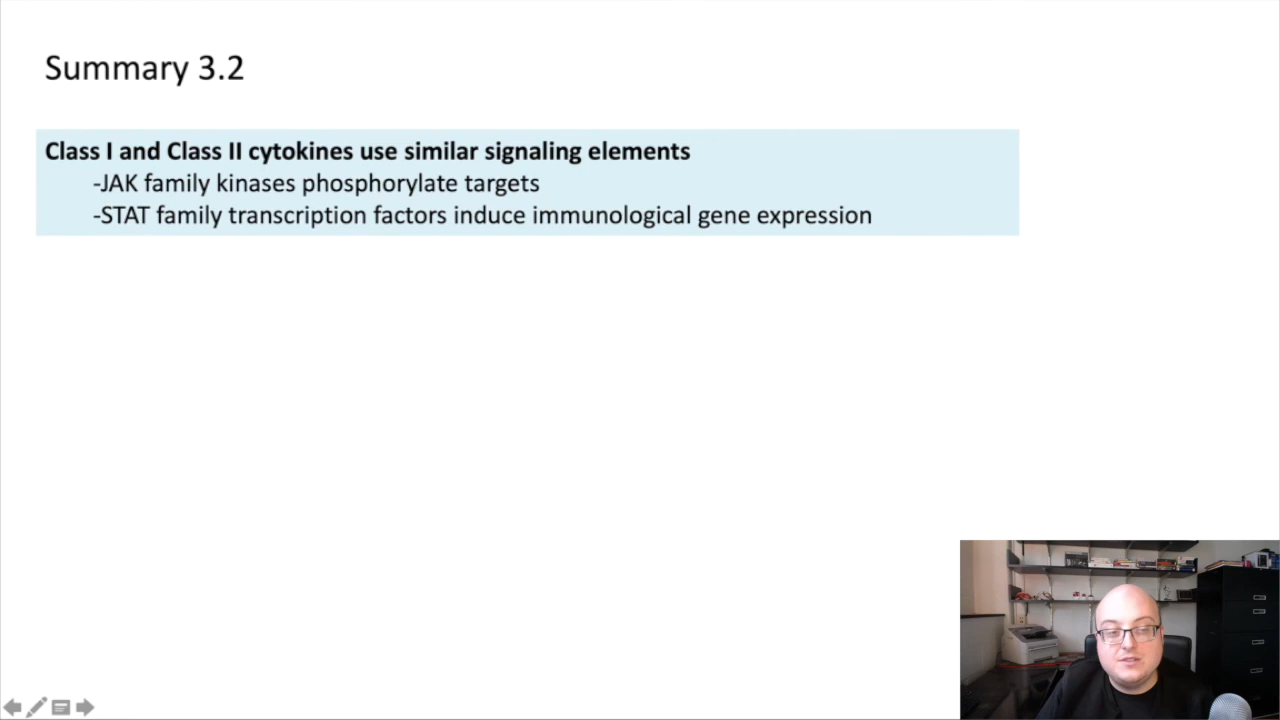 Summary 3.2
Class I and Class II cytokines use similar signaling elements
-JAK family kinases phosphorylate targets
-STAT family transcription factors induce immunological gene expression